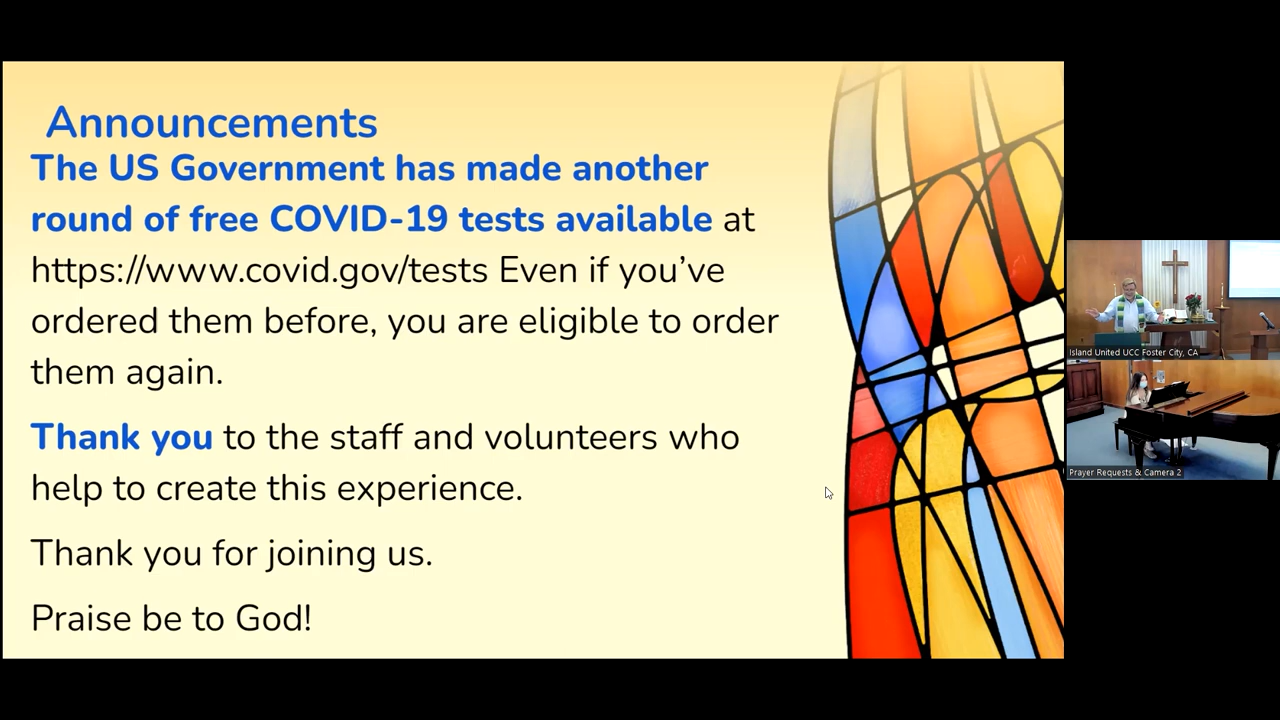 Announcements
The US Government has made another
round of free COVID-19 tests available at
https://www.covid.gov/tests Even if you’ve
ordered them before, you are eligible to order
them again.
Thank you to the staff and volunteers who
help to create this experience.
Thank you for joining us.
Praise be to God!
Island United UCC Foster City, CA
Prayer Requests & Camera 2